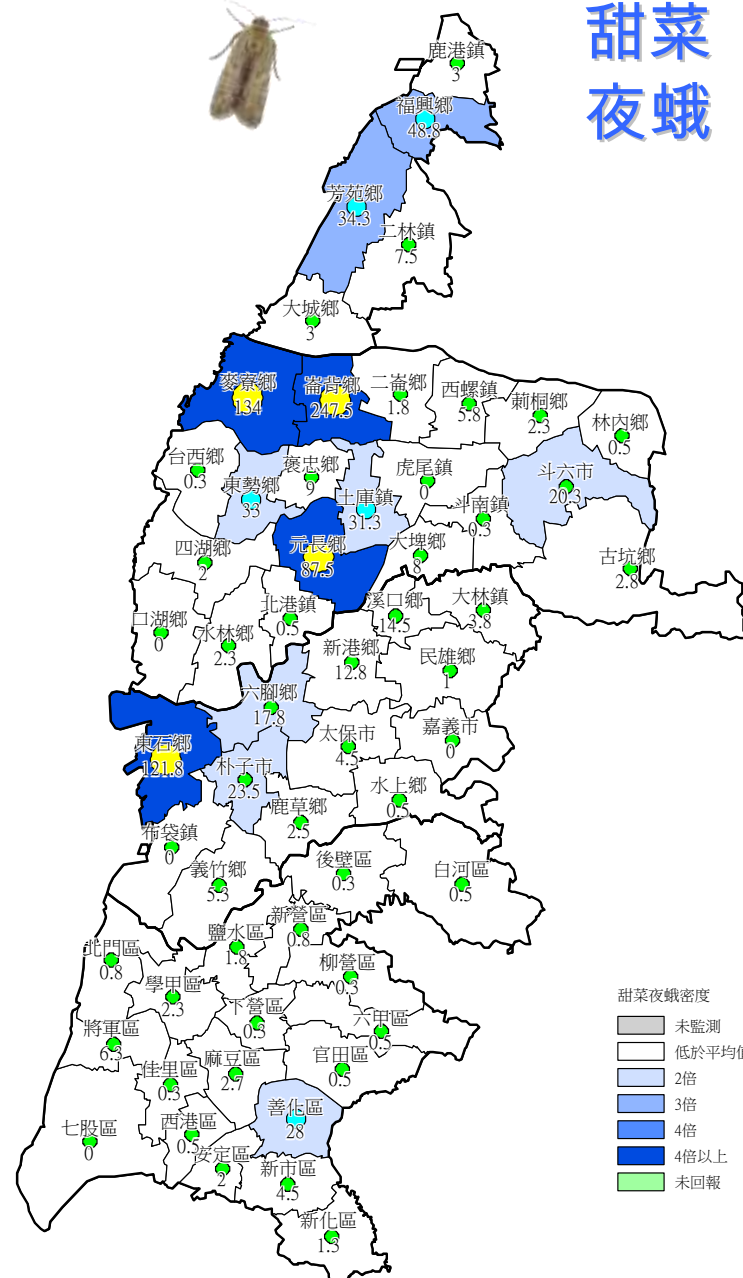 甜菜
夜蛾
鹿港鎮
3
福興鄉
48.8
芳苑鄉
34.3
二林鎮
7.5
大城鄉
3
麥寮鄉
134
崙背鄉
247.5
二崙鄉
1.8
西螺鎮
5.8
莿桐鄉
2.3
林內鄉
0.5
台西鄉
0.3
東勢鄉
33
褒忠鄉
9
土庫鎮
31.3
虎尾鎮
0
斗南鎮
0.3
斗六市
20.3
四湖鄉
2
元長鄉
87.5
大埤鄉
8
古坑鄉
2.8
口湖鄉
0
水林鄉
2.3
北港鎮
0.5
溪口鄉
14.5
大林鎮
3.8
新港鄉
12.8
民雄鄉
1
六腳鄉
17.8
東石鄉
121.8
朴子市
23.5
太保市
4.5
嘉義市
0
鹿草鄉
2.5
水上鄉
0.5
布袋鎮
0
義竹鄉
5.3
後壁區
0.3
白河區
0.5
新營區
0.8
鹽水區
1.8
北門區
0.8
學甲區
2.3
柳營區
0.3
下營區
0.3
六甲區
0.5
將軍區
6.3
佳里區
0.3
麻豆區
2.7
官田區
0.5
七股區
0
西港區
0.5
善化區
28
安定區
2
新市區
4.5
新化區
1.3
甜菜夜蛾密度
未監測
低於平均值
2倍
3倍
4倍
4倍以上
未回報